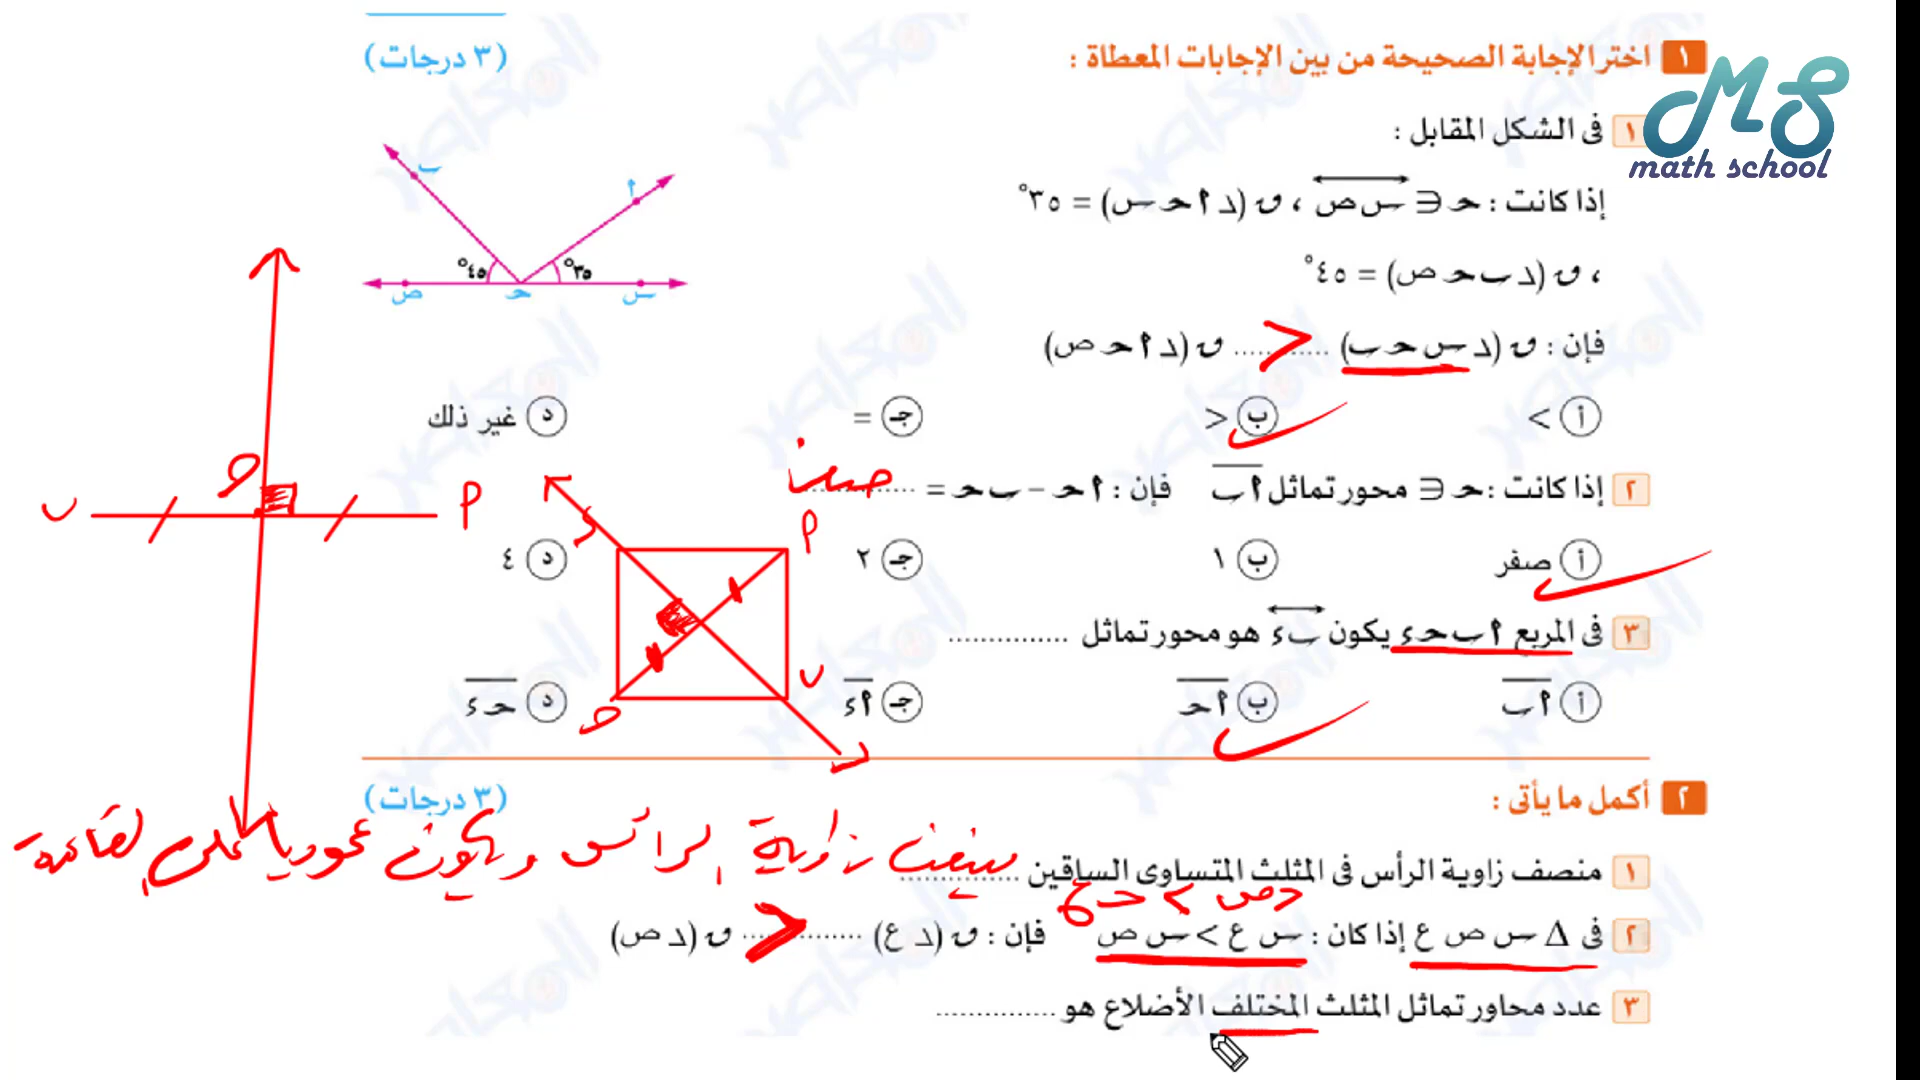 ١ اختر الإجابة الصحيحة من بين الإجابات المعطاة : (٣ درجات)
MS
math school
١ فى الشكل المقابل :
إذا كانت : حـ ∈ س ص ، ق (د أ حـ س) = ٣٥°
، ق (د ب حـ ص) = ٤٥°
ب أ
٤٥° ٣٥°
ص حـ س
فإن : ق (د س حـ ب) ............ > ق (د أ حـ ص)
أ < ب > جـ = د غير ذلك
٢ إذا كانت : حـ ∈ محور تماثل أ ب فإن : أ حـ – ب حـ = ............... صفر
أ صفر ب ١ جـ ٢ د ٤
٣ فى المربع أ ب حـ ء يكون ب ء هو محور تماثل ...............
أ أ ب ب أ حـ جـ أ ء د حـ ء
٢ أكمل ما يأتى : (٣ درجات)
١ منصف زاوية الرأس فى المثلث المتساوى الساقين ............... ينصف زاوية الرأس ويكون عموديا على القاعدة
٢ فى Δ س ص ع إذا كان : س ع > س ص فإن : ق (د ع) ............... > ق (د ص)
٣ عدد محاور تماثل المثلث المختلف الأضلاع هو ...............